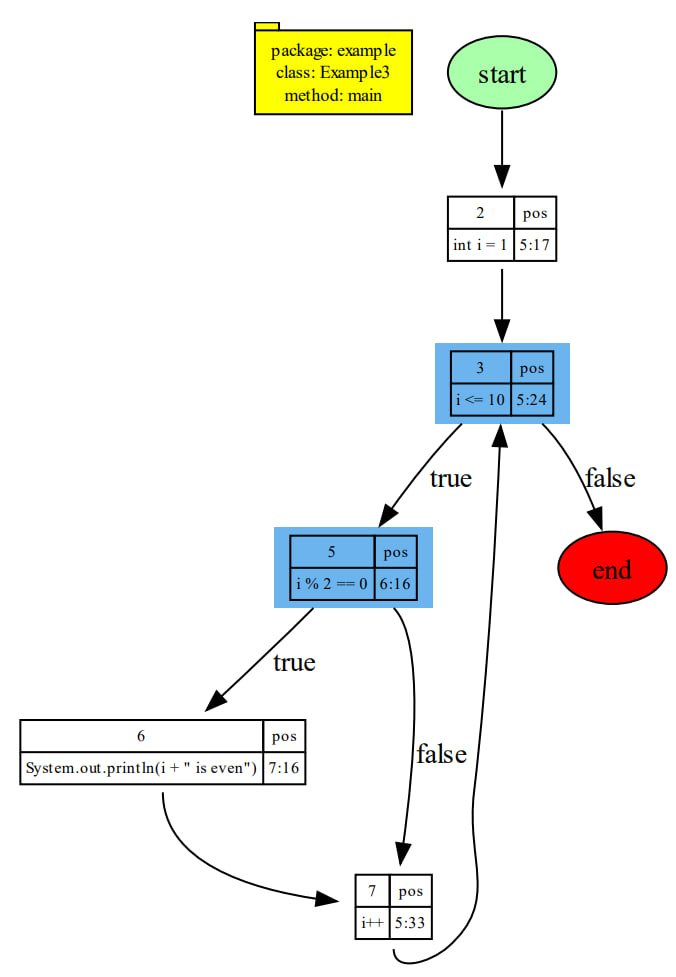 package: example
class: Example3
method: main
start
2 pos
int i = 1 5:17
3 pos
i <= 10 5:24
true
false
5 pos
i % 2 == 0 6:16
end
true
6 pos
System.out.println(i + " is even") 7:16
false
7 pos
i++ 5:33